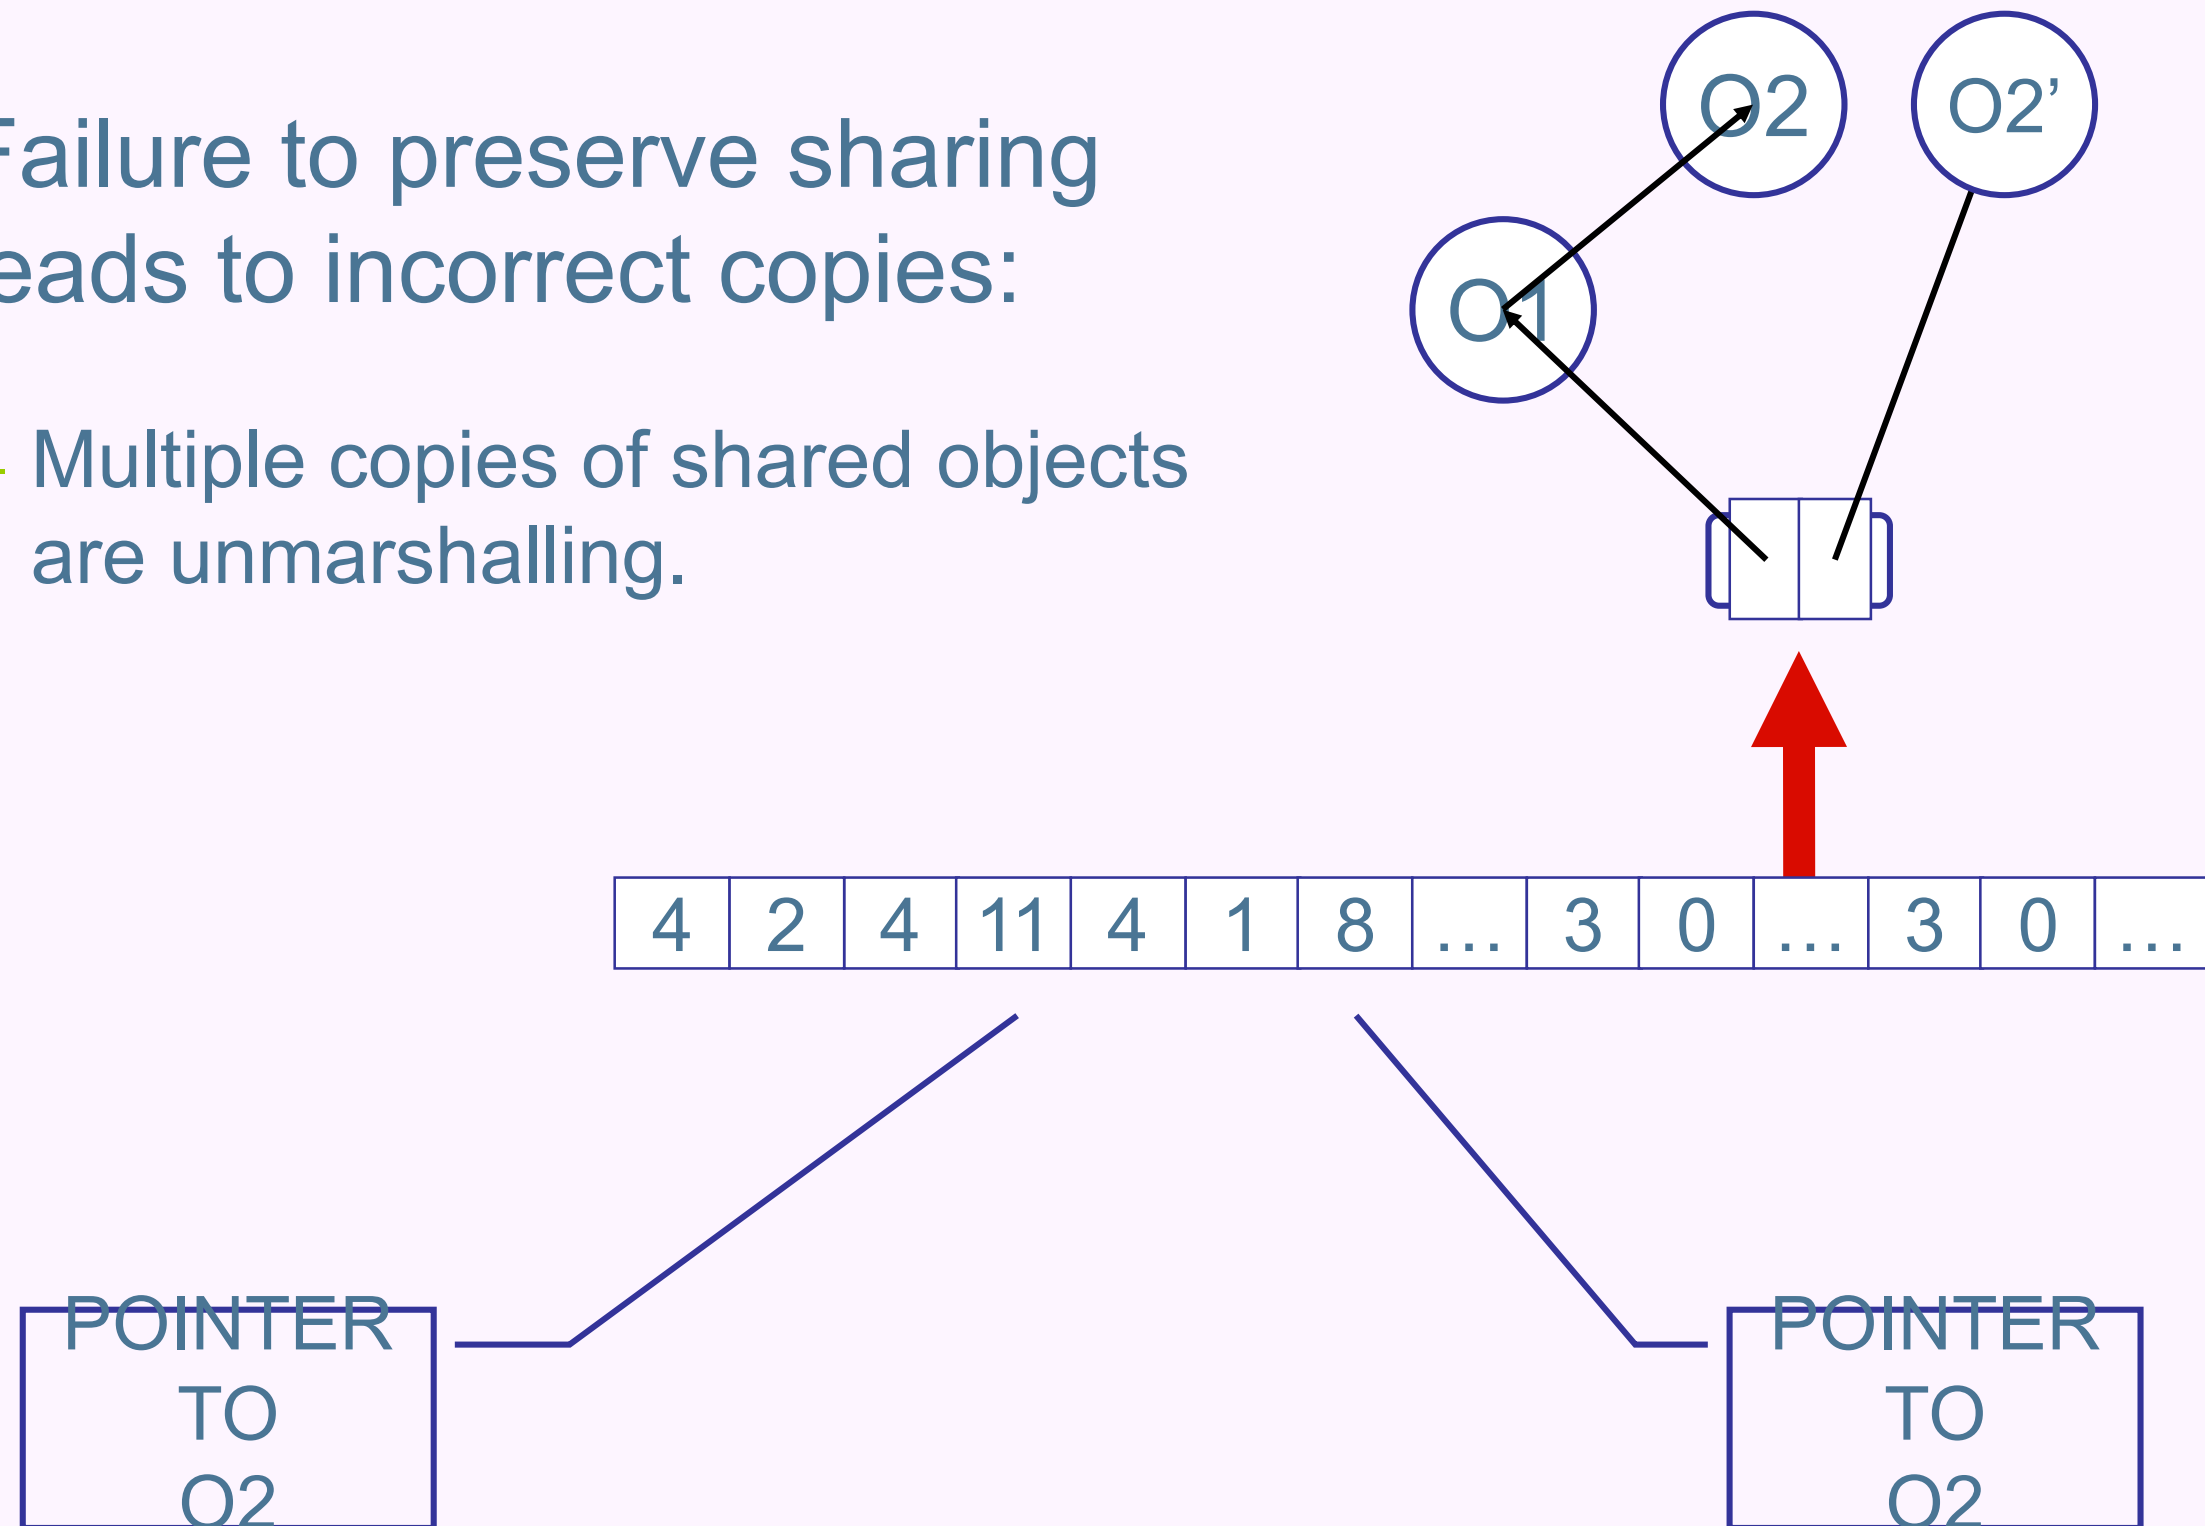 Failure to preserve sharing
eads to incorrect copies:
Multiple copies of shared objects
are unmarshalling.
O2
O2’
O1
4 2 4 11 4 1 8 … 3 0 … 3 0 …
POINTER
TO
O2
POINTER
TO
O2